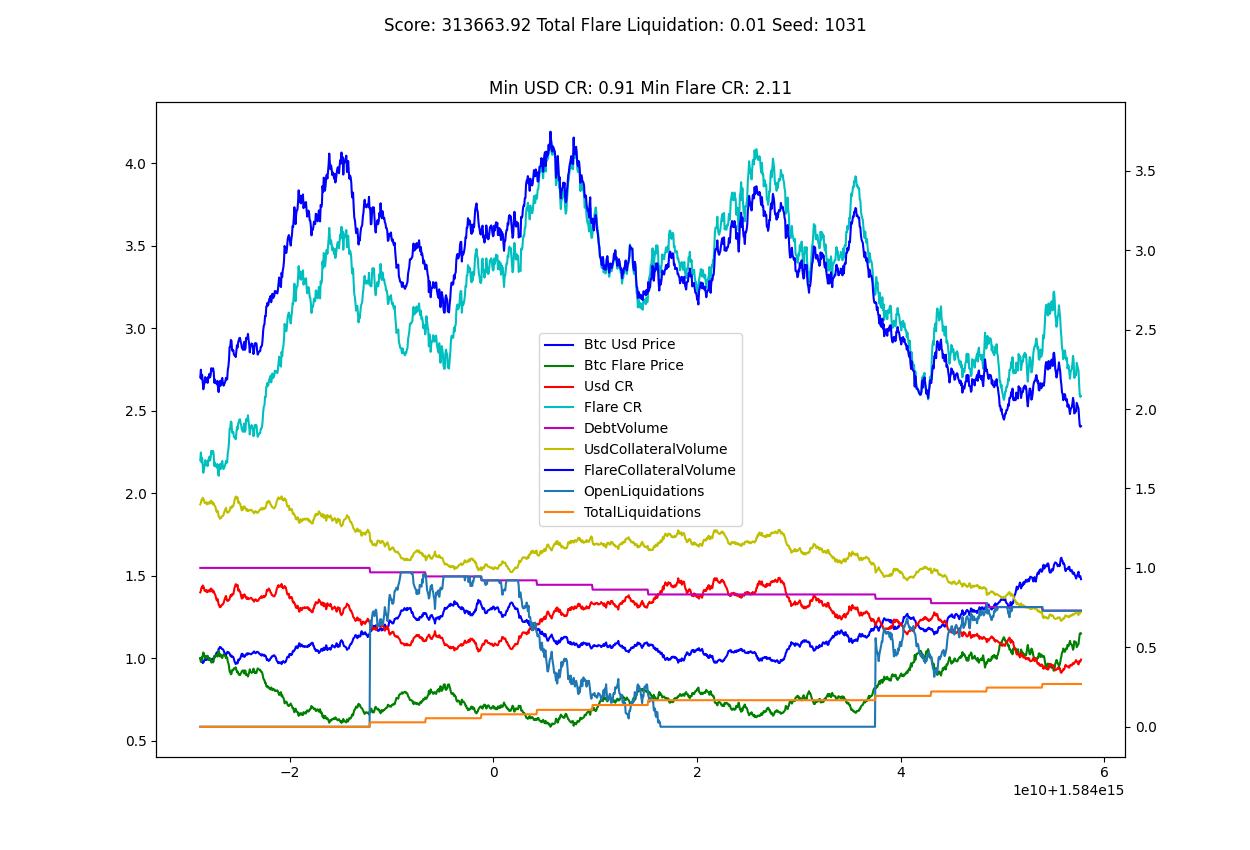 Score: 313663.92 Total Flare Liquidation: 0.01 Seed: 1031
Min USD CR: 0.91 Min Flare CR: 2.11
4.0
3.5
3.0
2.5
2.0
1.5
1.0
0.5
3.5
3.0
2.5
2.0
1.5
1.0
0.5
0.0
Btc Usd Price
Btc Flare Price
Usd CR
Flare CR
DebtVolume
UsdCollateralVolume
FlareCollateralVolume
OpenLiquidations
TotalLiquidations
−2 0 2 4 6
1e10+1.584e15